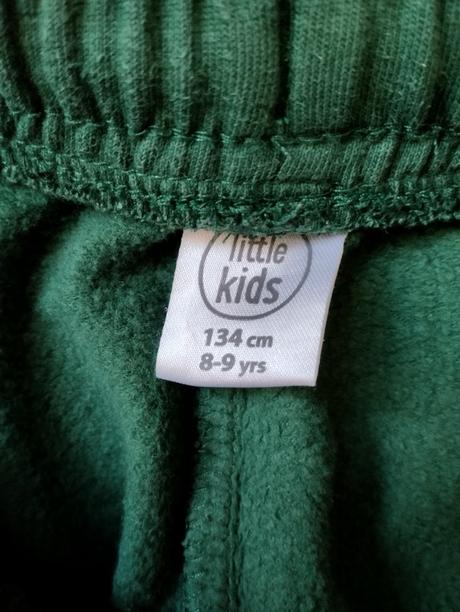 little
kids
134 cm
8-9 yrs